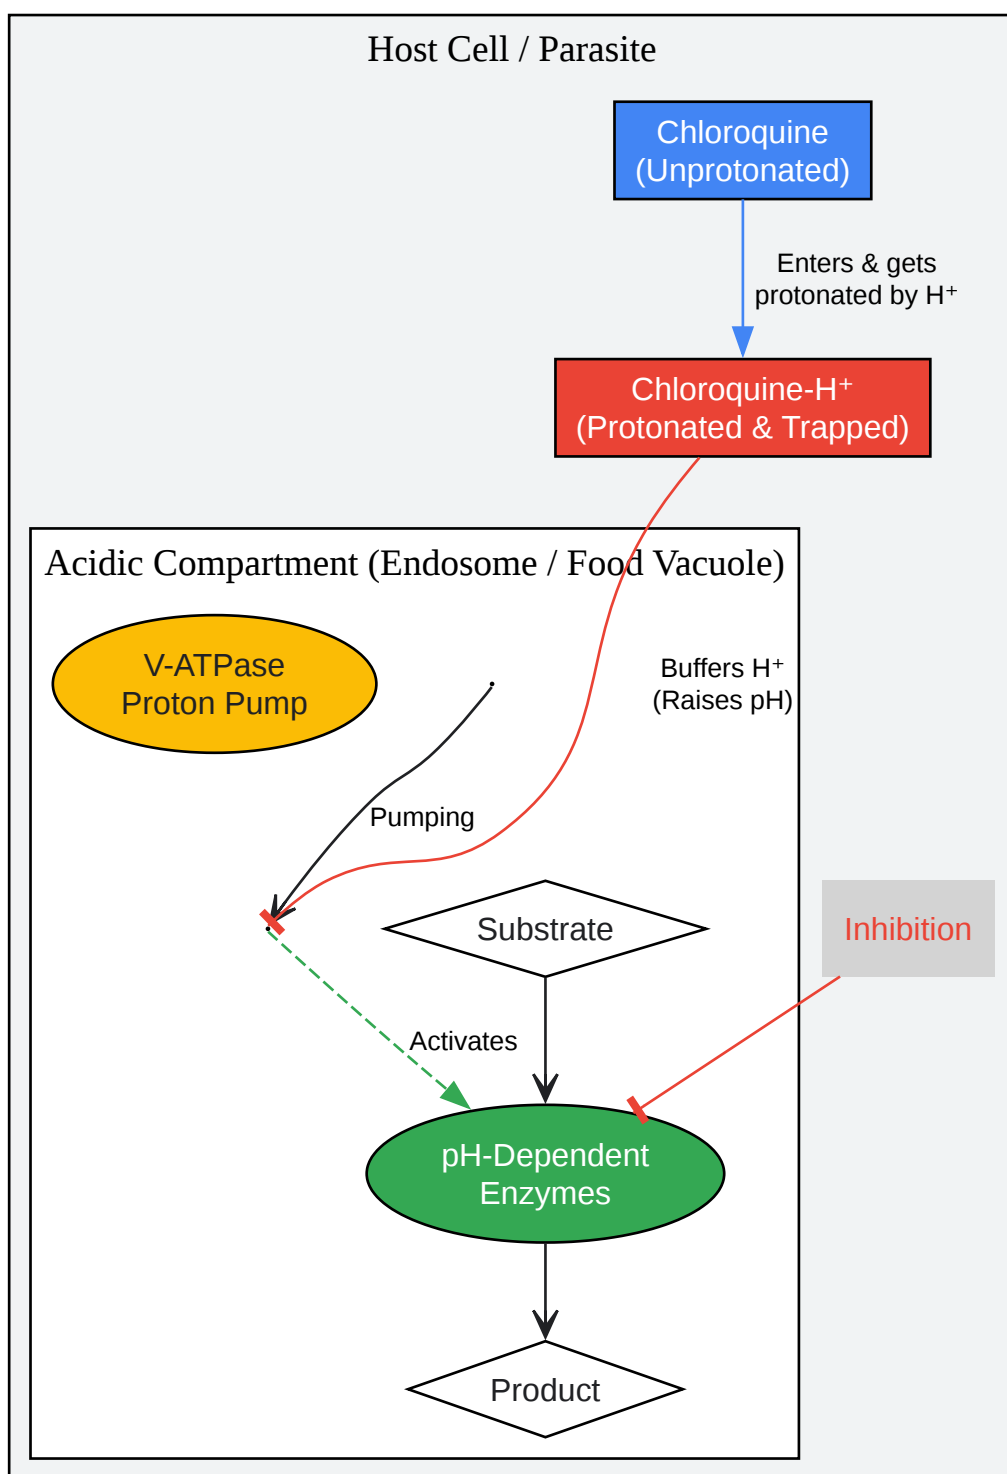 Host Cell / Parasite
Chloroquine
(Unprotonated)
Enters & gets
protonated by H⁺
Chloroquine-H⁺
(Protonated & Trapped)
Acidic Compartment (Endosome / Food Vacuole)
V-ATPase
Proton Pump
Buffers H⁺
(Raises pH)
Pumping
Substrate
Inhibition
Activates
pH-Dependent
Enzymes
Product